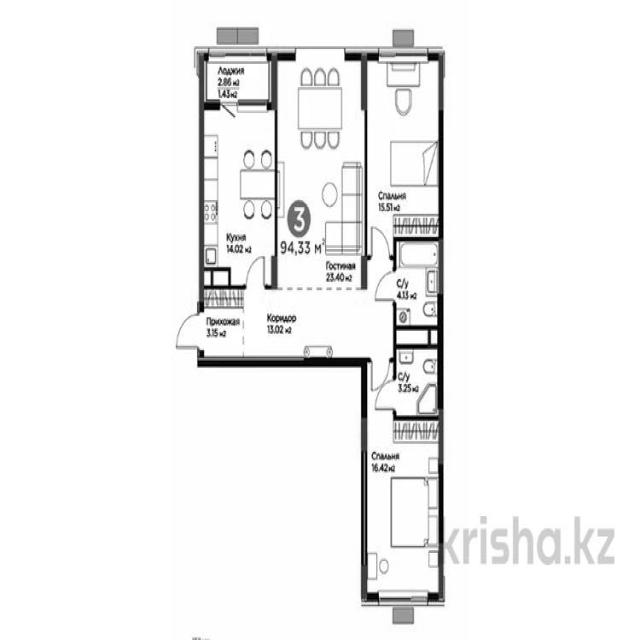 Лоджия
2.86 м2
1.43 м2
Спальня
15.51 м2
3
94,33 м²
Кухня
14.02 м2
Гостиная
23.40 м2
С/у
4.13 м2
Прихожая
3.15 м2
Коридор
13.02 м2
С/у
3.25 м2
Спальня
16.42 м2
krisha.kz